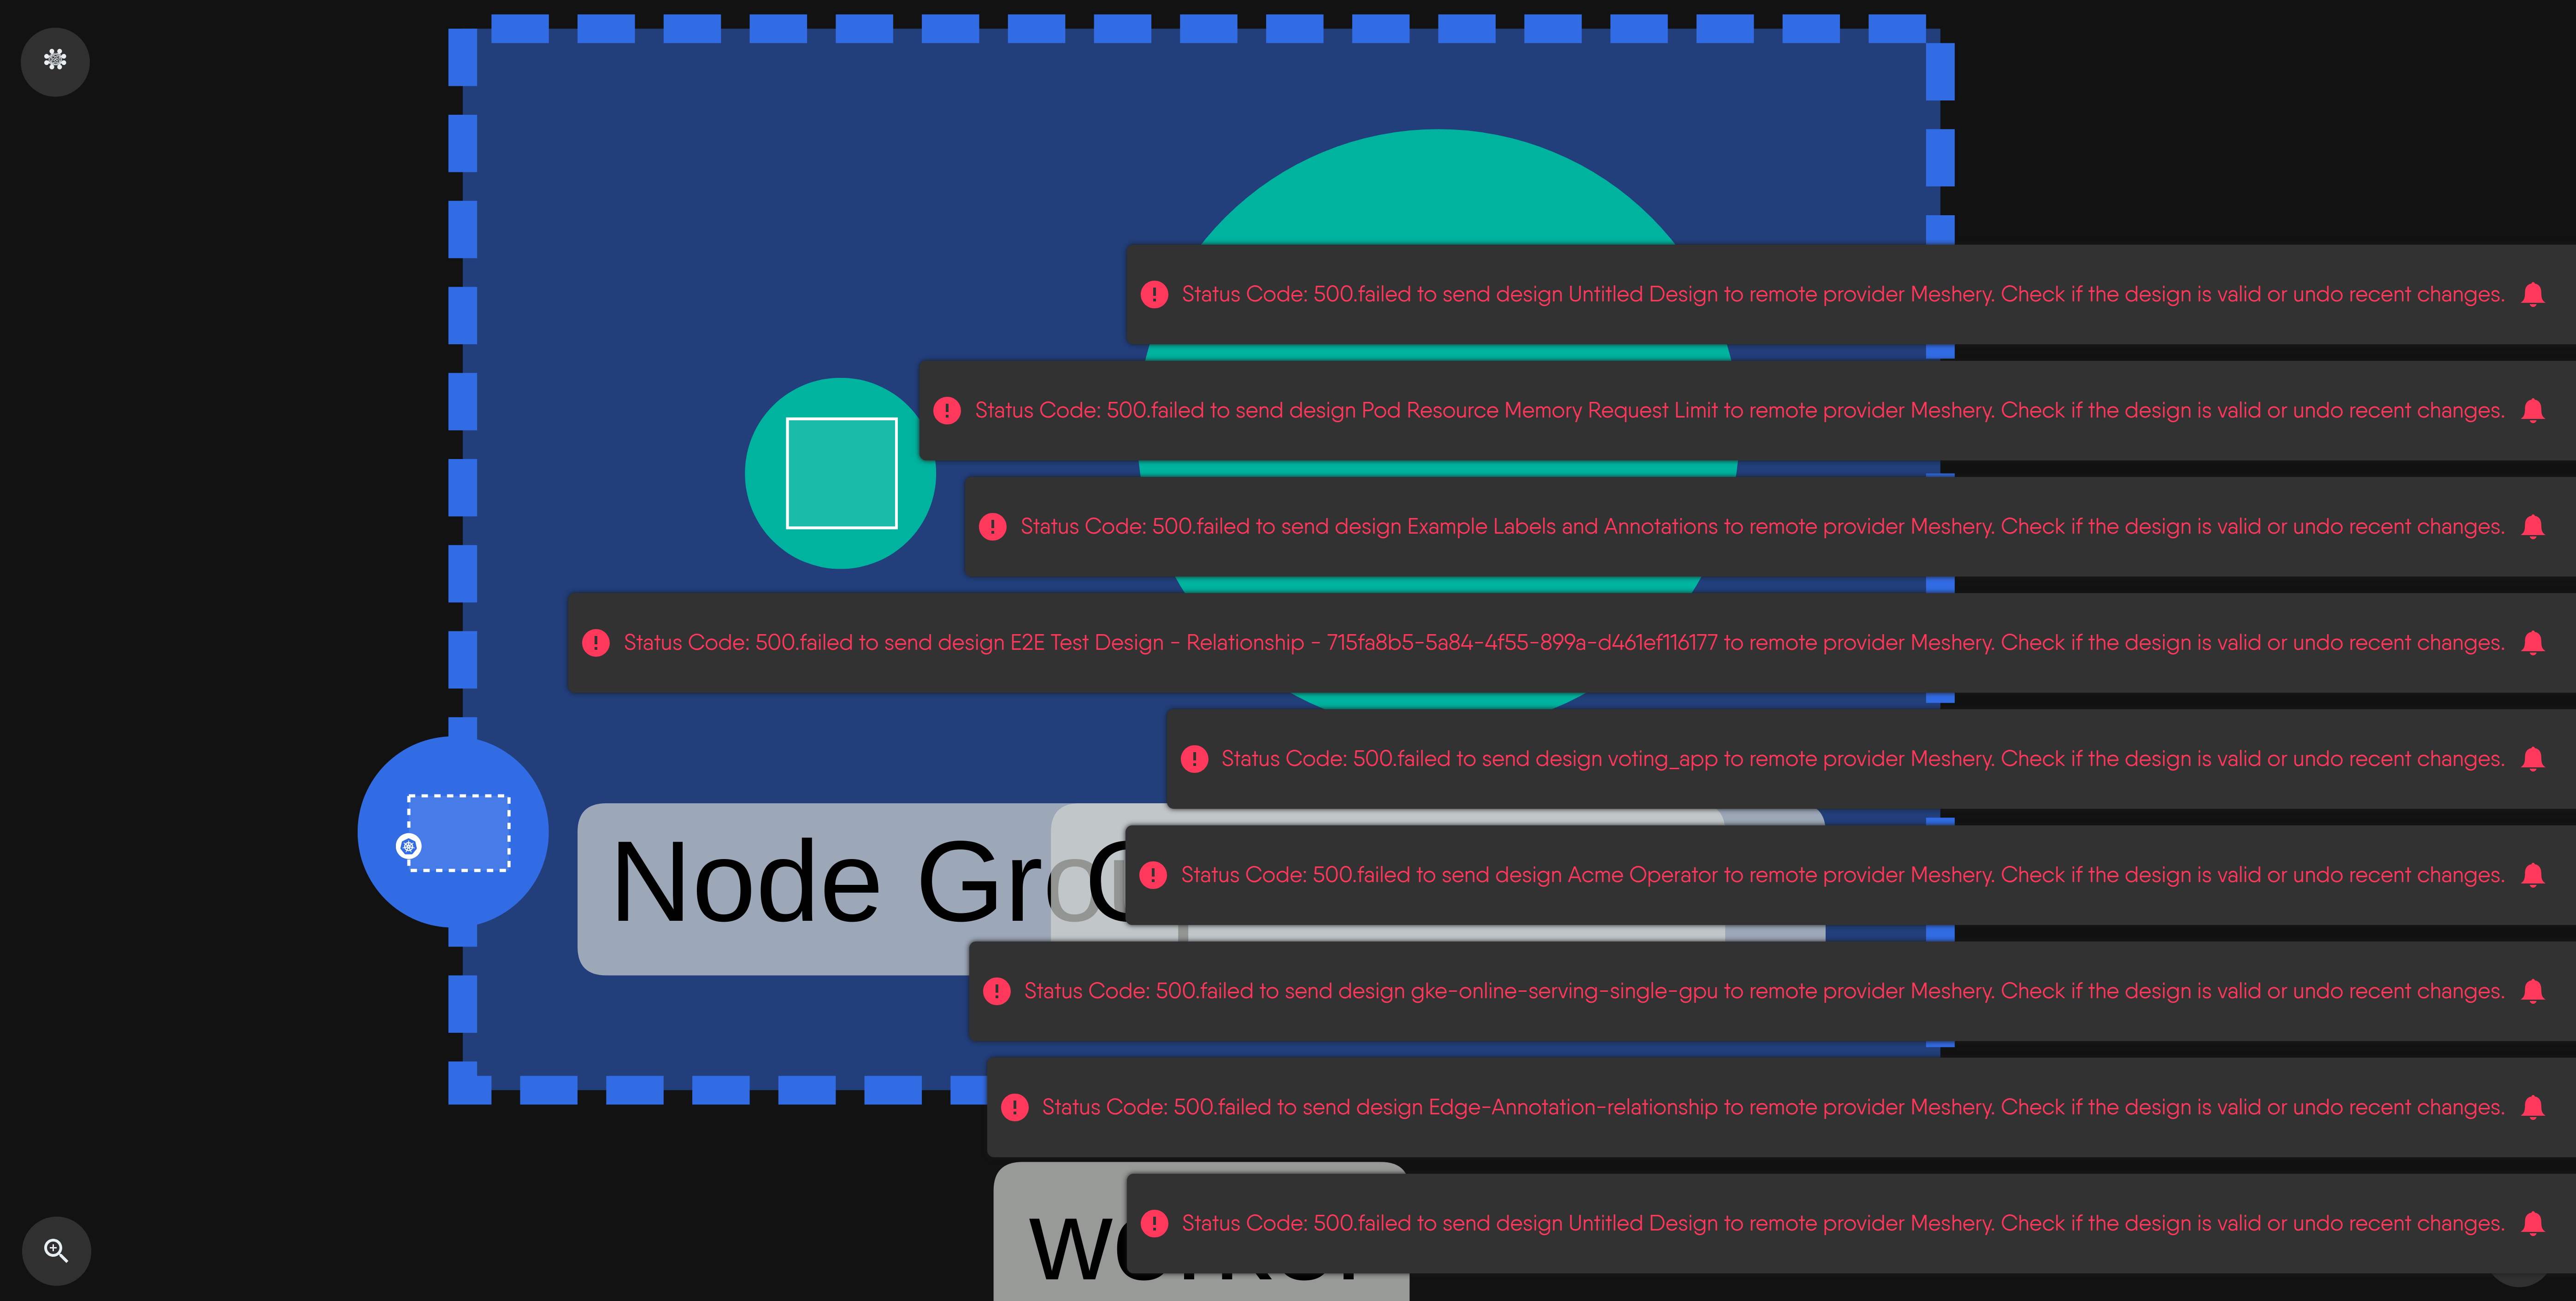 Status Code: 500.failed to send design Untitled Design to remote provider Meshery. Check if the design is valid or undo recent changes.
Status Code: 500.failed to send design Pod Resource Memory Request Limit to remote provider Meshery. Check if the design is valid or undo recent changes.
Status Code: 500.failed to send design Example Labels and Annotations to remote provider Meshery. Check if the design is valid or undo recent changes.
Status Code: 500.failed to send design E2E Test Design - Relationship - 715fa8b5-5a84-4f55-899a-d461ef116177 to remote provider Meshery. Check if the design is valid or undo recent changes.
Status Code: 500.failed to send design voting_app to remote provider Meshery. Check if the design is valid or undo recent changes.
Node
Status Code: 500.failed to send design Acme Operator to remote provider Meshery. Check if the design is valid or undo recent changes.
Status Code: 500.failed to send design gke-online-serving-single-gpu to remote provider Meshery. Check if the design is valid or undo recent changes.
Status Code: 500.failed to send design Edge-Annotation-relationship to remote provider Meshery. Check if the design is valid or undo recent changes.
Status Code: 500.failed to send design Untitled Design to remote provider Meshery. Check if the design is valid or undo recent changes.